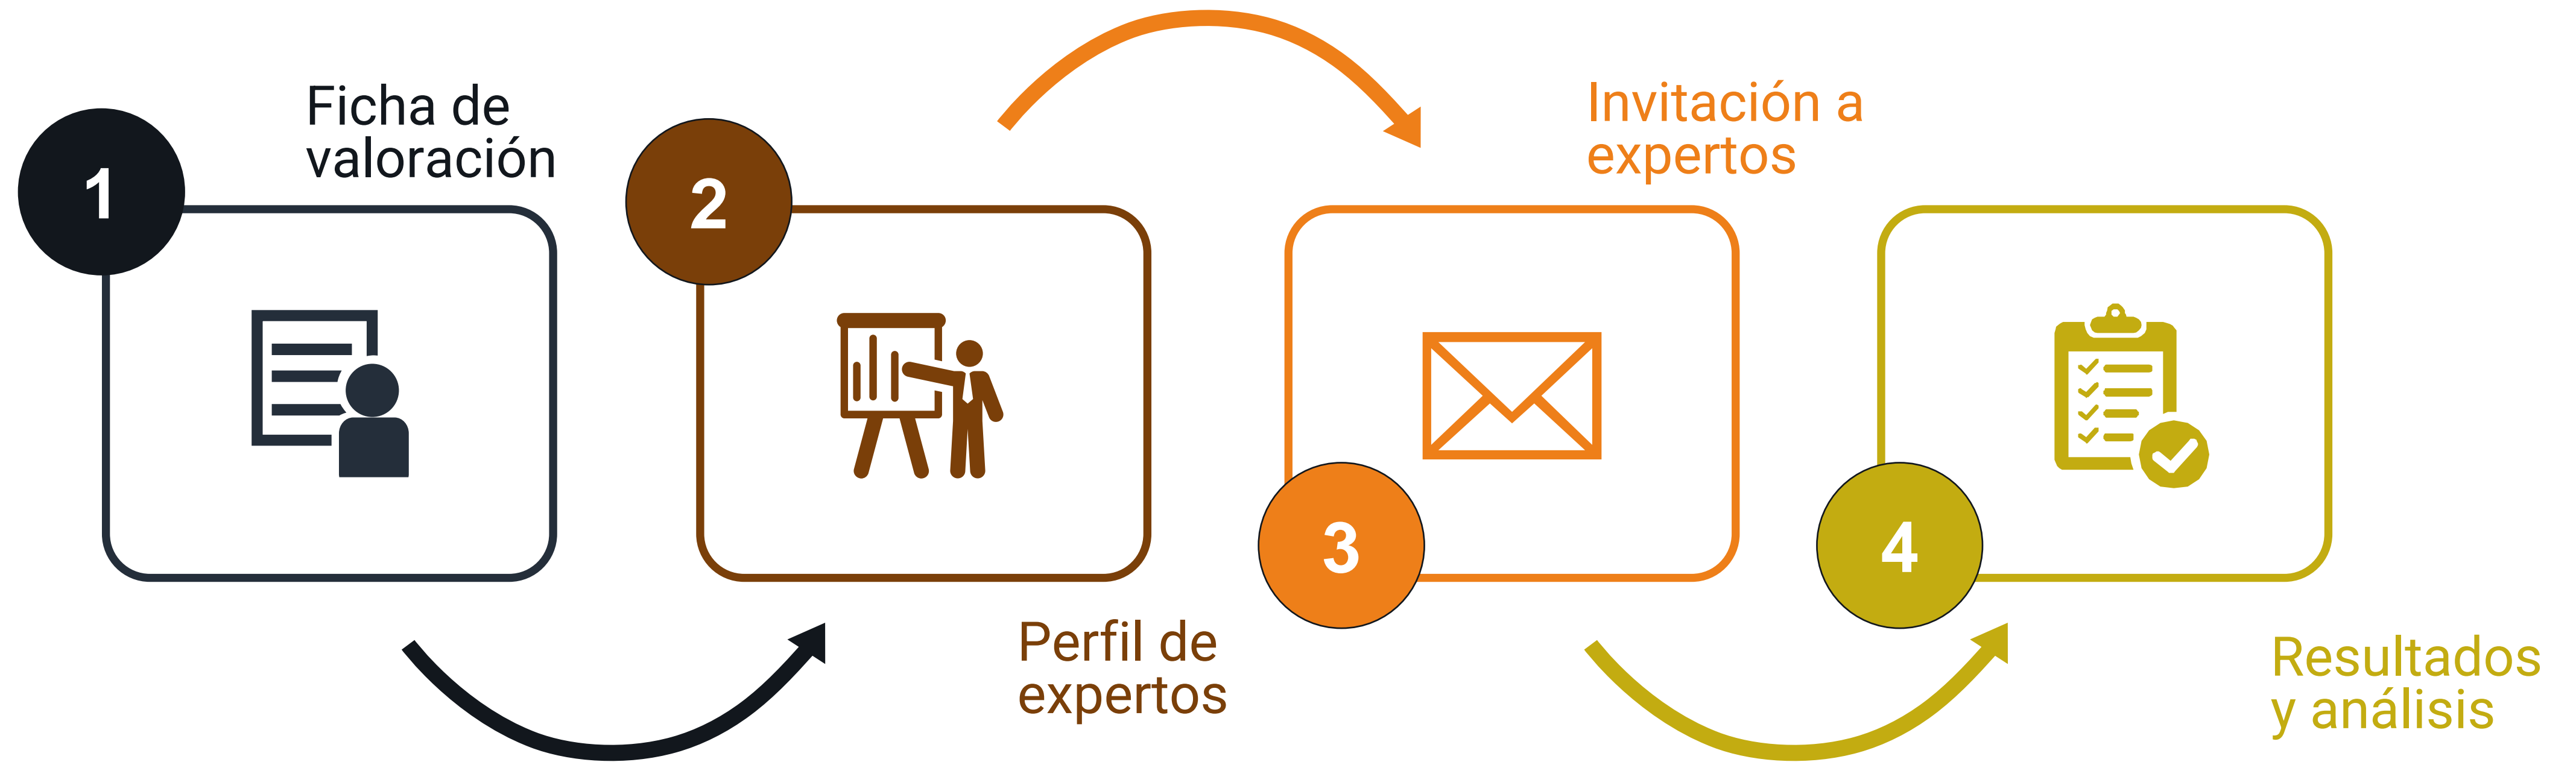 1
Ficha de
valoración
2
Perfil de
expertos
3
Invitación a
expertos
4
Resultados
y análisis